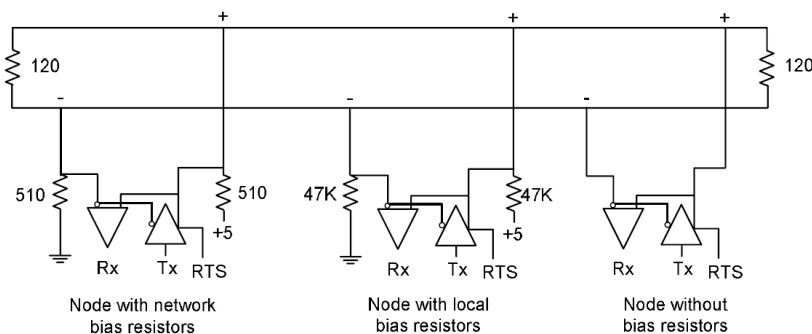 + + +
120 120
- - -
510 510 47K 47K
+5 +5
Rx Tx RTS Rx Tx RTS Rx Tx RTS
Node with network
bias resistors
Node with local
bias resistors
Node without
bias resistors